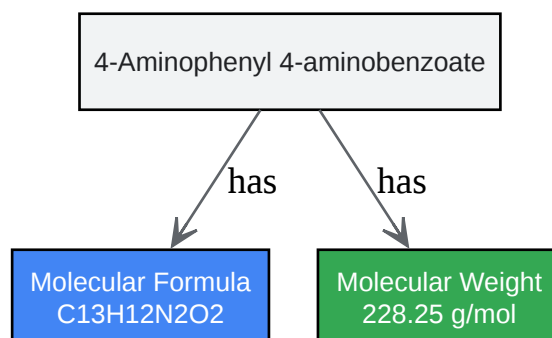 4-Aminophenyl 4-aminobenzoate
has
has
Molecular Formula
C13H12N2O2
Molecular Weight
228.25 g/mol